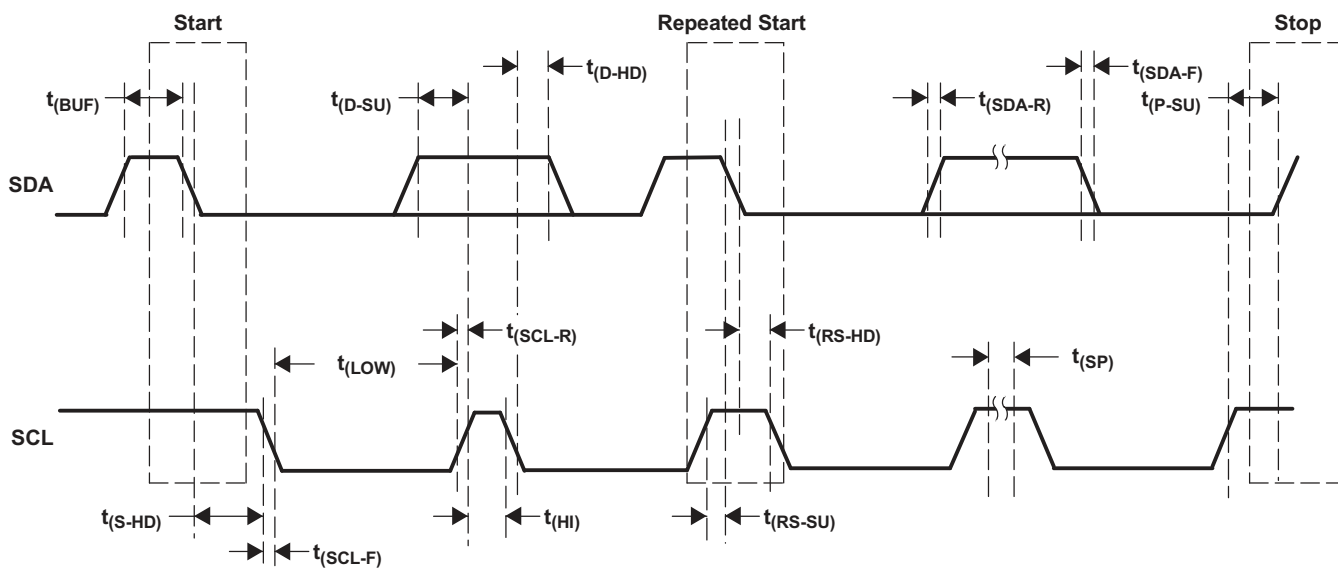 Start
Repeated Start
Stop
t(BUF)
t(D-SU)
t(D-HD)
t(SDA-R)
t(SDA-F)
t(P-SU)
SDA
t(SCL-R)
t(LOW)
t(RS-HD)
t(SP)
SCL
t(S-HD)
t(HI)
t(RS-SU)
t(SCL-F)